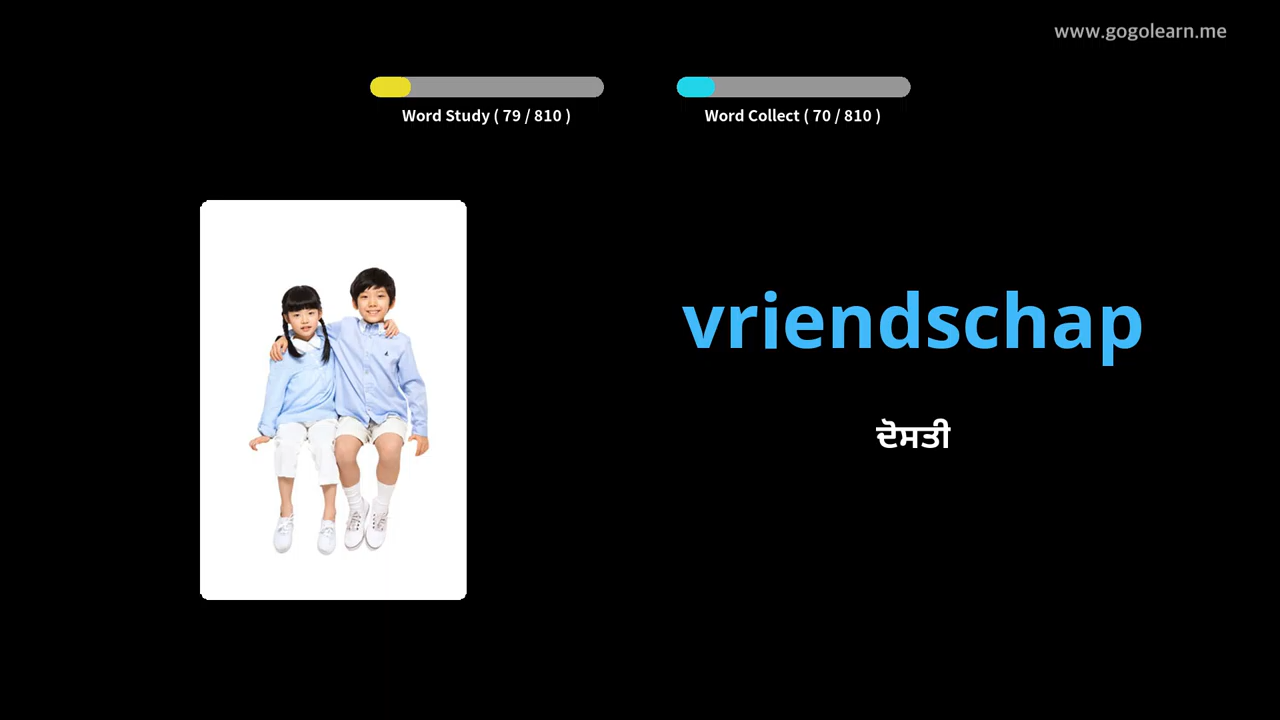 www.gogolearn.me
Word Study ( 79 / 810 )
Word Collect ( 70 / 810 )
vriendschap
ਦੋਸਤੀ